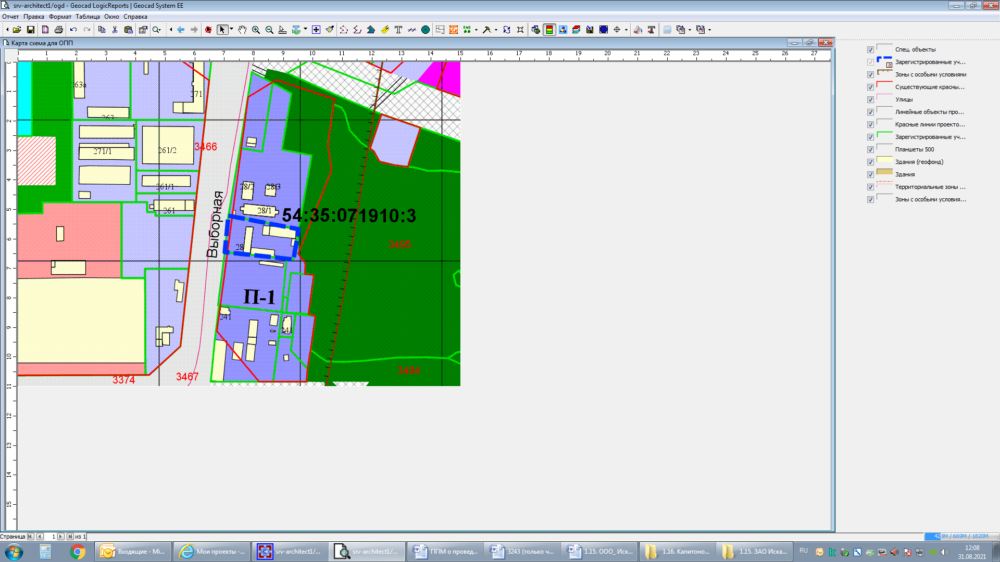 srv-architect1/ogd - Geocad LogicReports | Geocad System EE
Отчет Правка Формат Таблица Окно Справка
Карта схема для ОПП
0 1 2 3 4 5 6 7 8 9 10 11 12 13 14 15 16 17 18 19 20 21 22 23 24 25 26 27
0 1 2 3 4 5 6 7 8 9 10 11 12 13 14 15
63а
271
263
271/1
261/2
3466
261/1
261
Выборная
28/2
28/3
28/1
54:35:071910:3
28
3495
П-1
241
241
3494
3374
3467
Спец. объекты
Зарегистрированные уч...
Зоны с особыми условиями
Существующие красны...
Улицы
Линейные объекты про...
Красные линии проекто...
Зарегистрированные уч...
Планшеты 500
Здания (геофонд)
Здания
Территориальные зоны ...
Зоны с особыми условия...
Страница 1 из 1
423M / 669M / 1820M
Входящие - Mi...
Мои проекты -...
srv-architect1/...
srv-architect1/...
ППМ о провед...
3243 (только ч...
1.15. ООО_ Иск...
1.16. Капитоно...
1.15. ЗАО Иска...
RU
12:08
31.08.2021